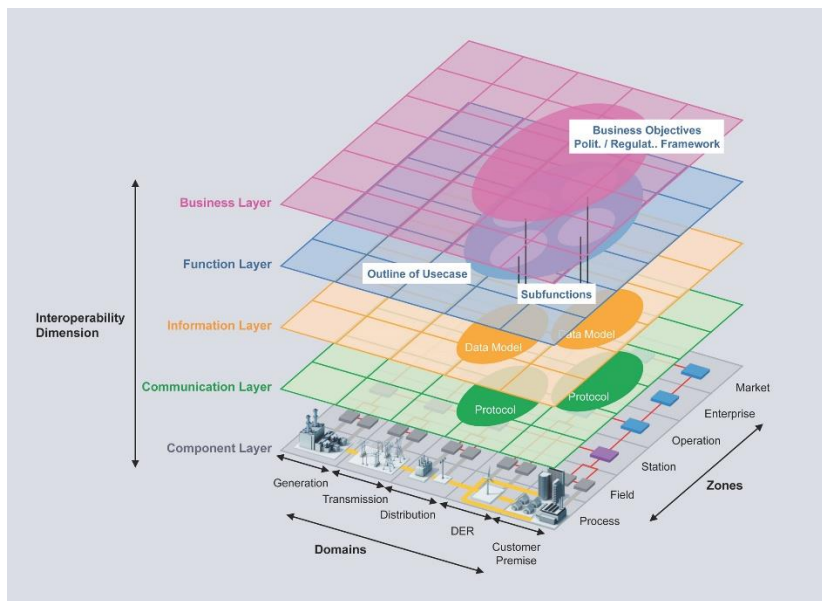 Business Objectives
Polit. / Regulat.. Framework
Business Layer
Function Layer
Outline of Usecase
Subfunctions
Interoperability
Dimension
Information Layer
Data Model
Data Model
Communication Layer
Protocol
Protocol
Component Layer
Market
Enterprise
Operation
Station
Field
Process
Zones
Generation
Transmission
Distribution
DER
Customer
Premise
Domains